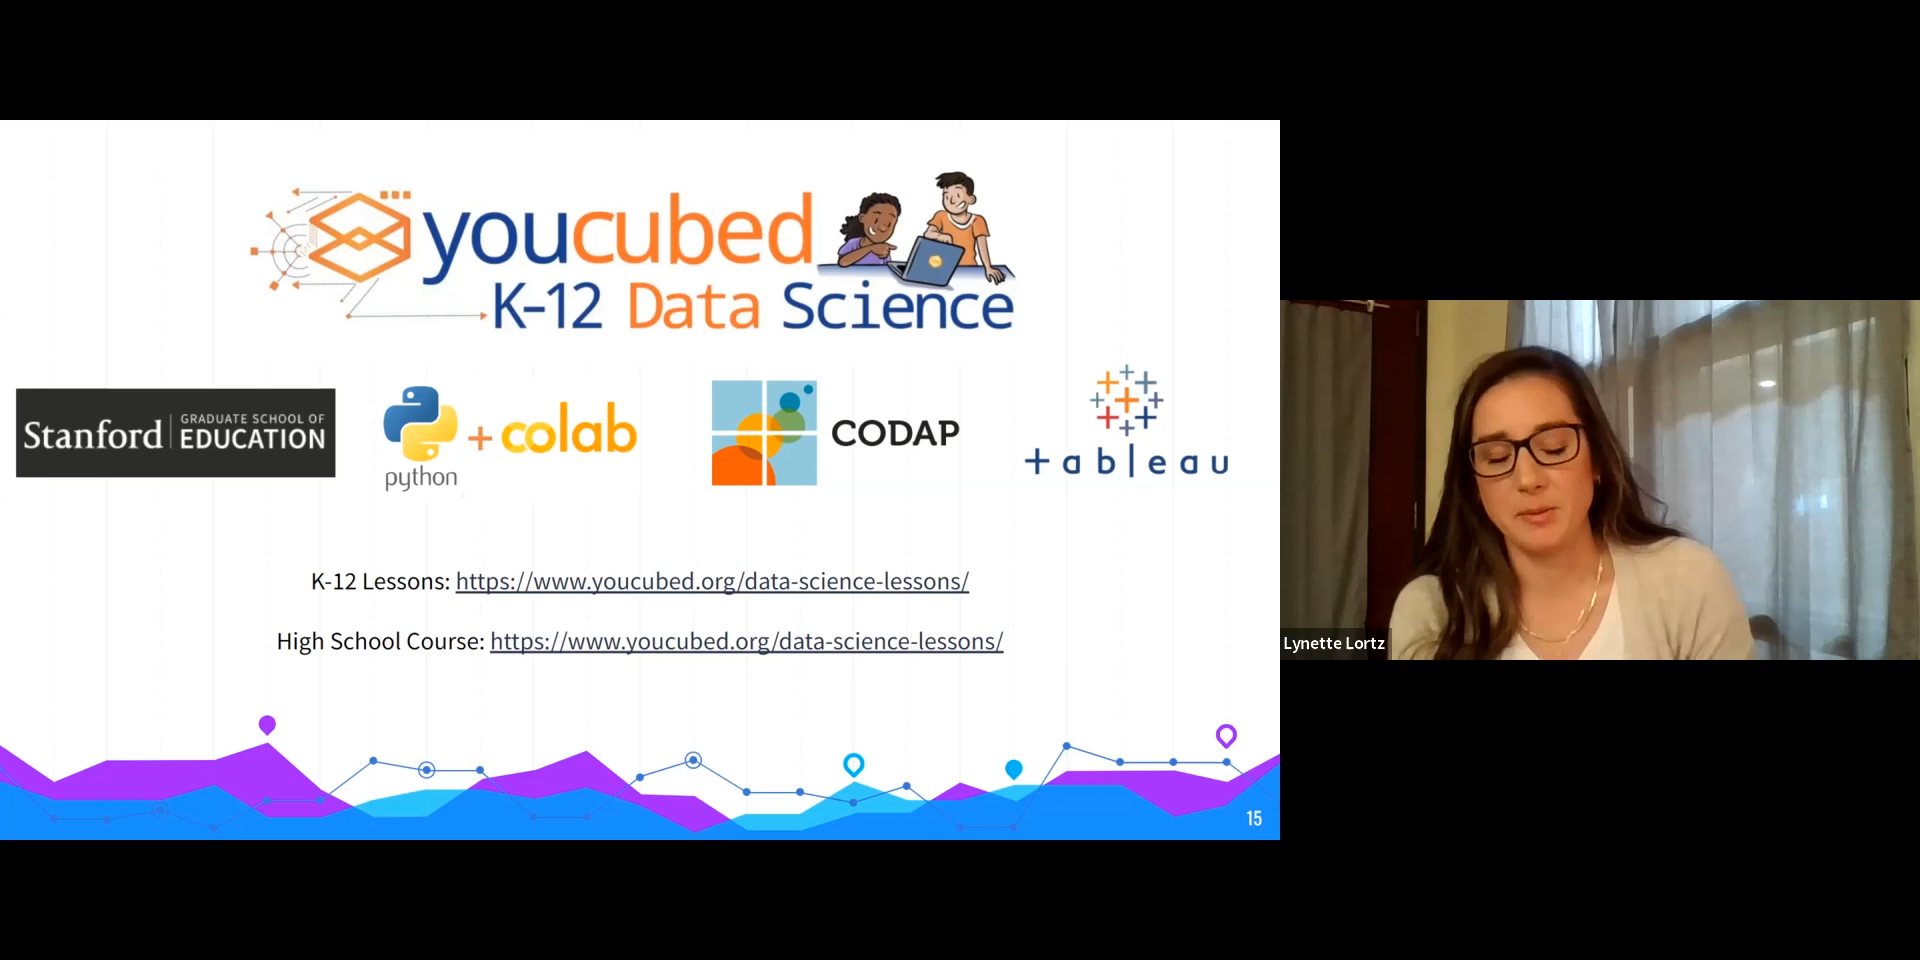 youcubed
K-12 Data Science
Stanford GRADUATE SCHOOL OF EDUCATION
python + colab
CODAP
+ableau
K-12 Lessons: https://www.youcubed.org/data-science-lessons/
High School Course: https://www.youcubed.org/data-science-lessons/
15
Lynette Lortz